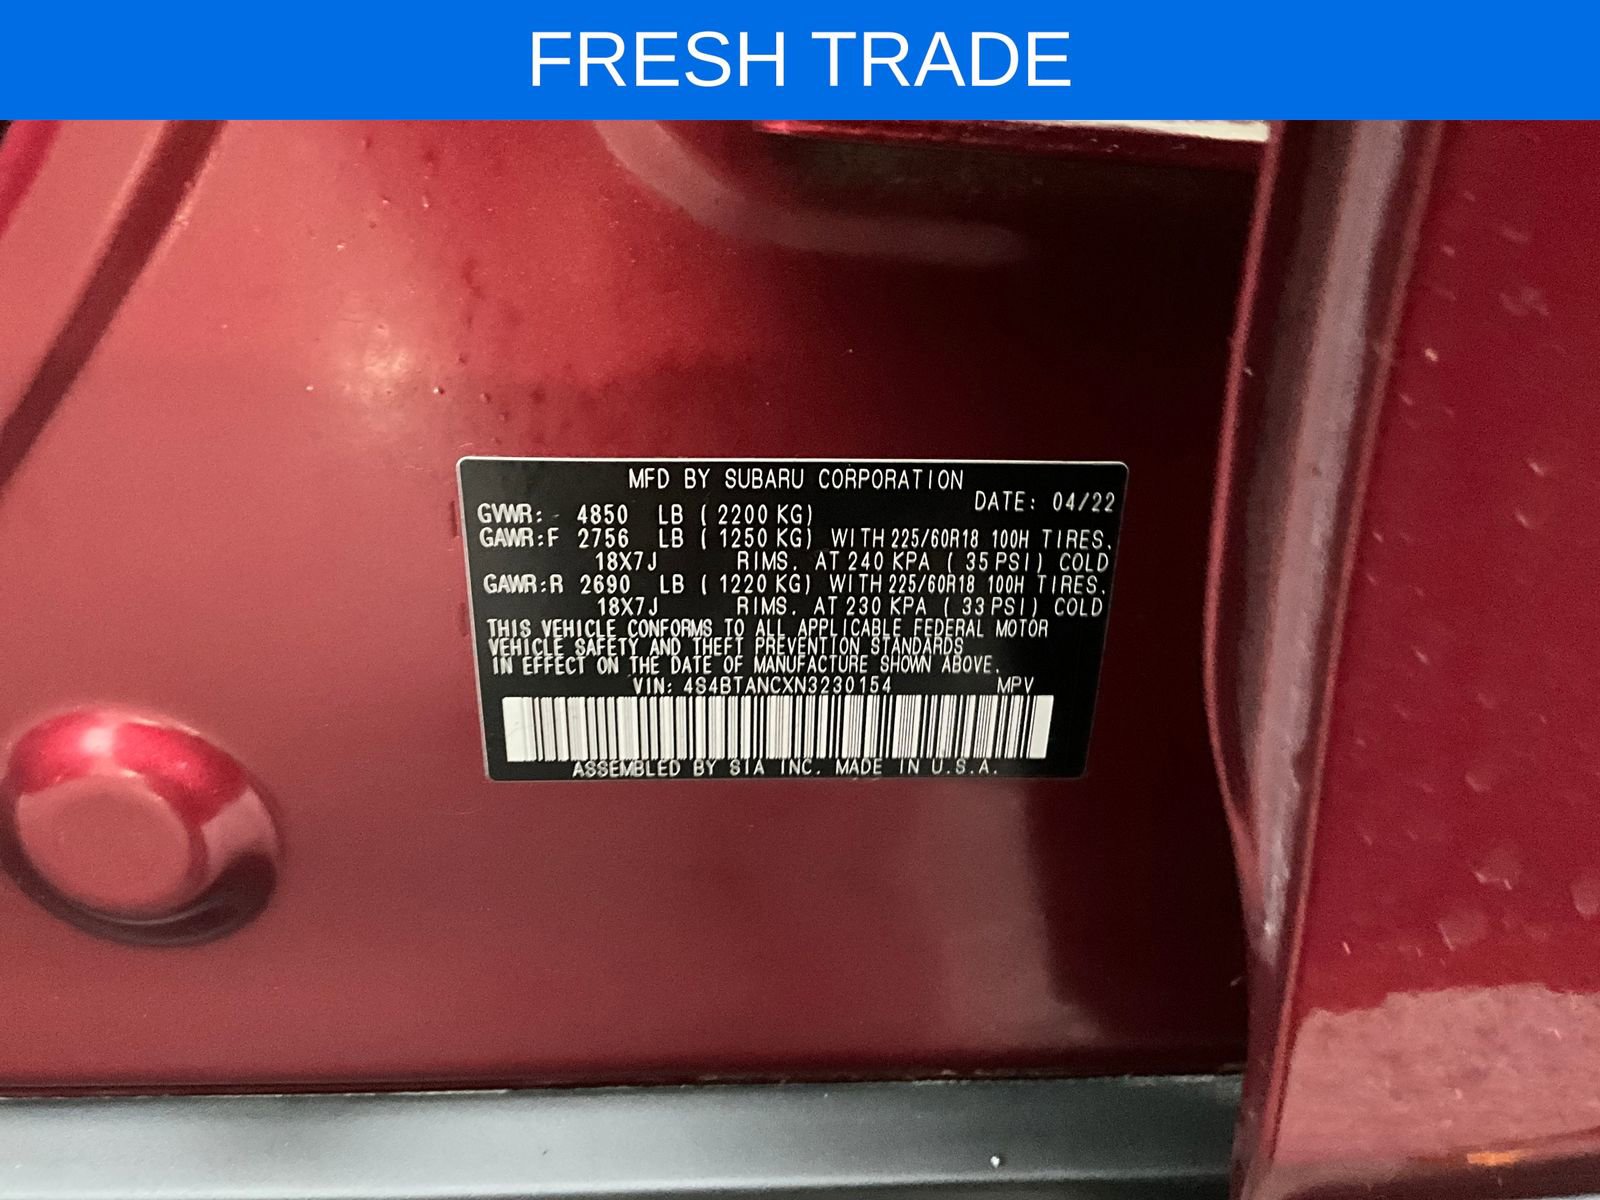 FRESH TRADE
MFD BY SUBARU CORPORATION
DATE: 04/22
GVWR: 4850 LB ( 2200 KG)
GAWR:F 2756 LB ( 1250 KG) WITH 225/60R18 100H TIRES.
18X7J RIMS. AT 240 KPA ( 35 PSI) COLD
GAWR:R 2690 LB ( 1220 KG) WITH 225/60R18 100H TIRES.
18X7J RIMS. AT 230 KPA ( 33 PSI) COLD
THIS VEHICLE CONFORMS TO ALL APPLICABLE FEDERAL MOTOR
VEHICLE SAFETY AND THEFT PREVENTION STANDARDS
IN EFFECT ON THE DATE OF MANUFACTURE SHOWN ABOVE.
VIN: 4S4BTANCXN3230154 MPV
ASSEMBLED BY SIA INC. MADE IN U.S.A.